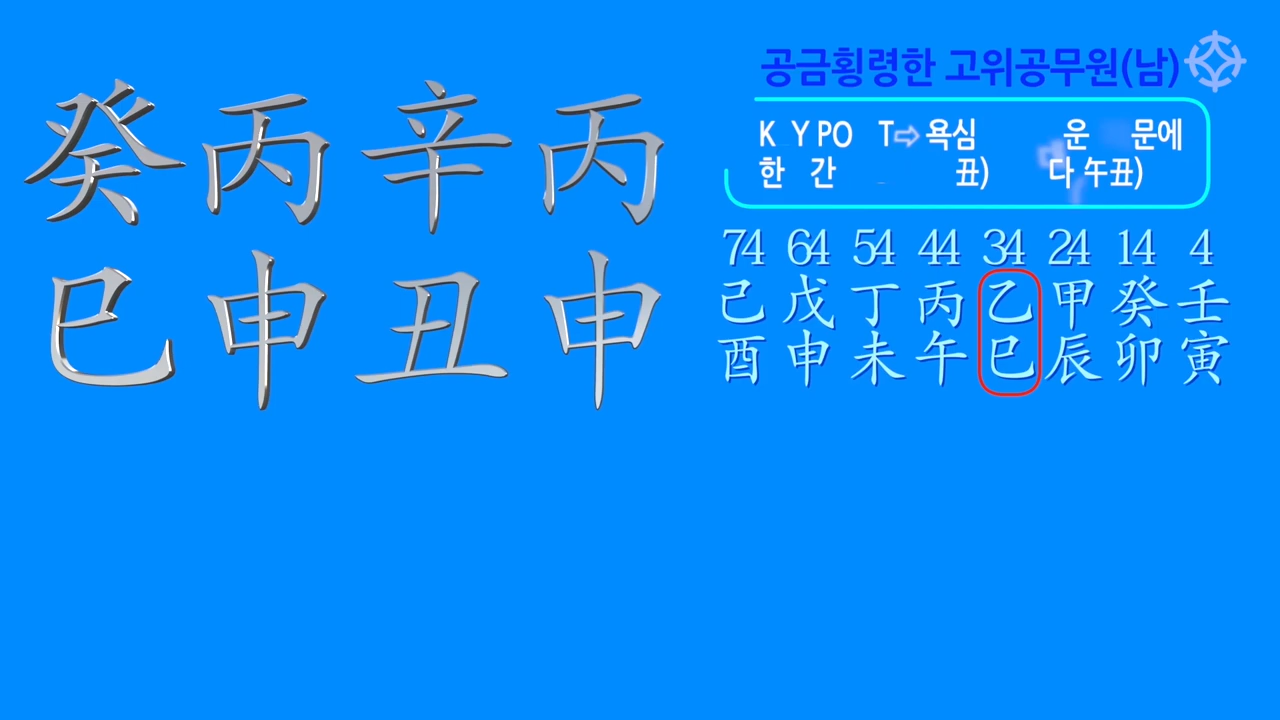 공금횡령한 고위공무원(남)
癸丙辛丙
巳申丑申
K Y PO T⇨욕심 운 문에
한 간 丑) 다 午丑)
74 64 54 44 34 24 14 4
己戊丁丙乙甲癸壬
酉申未午巳辰卯寅